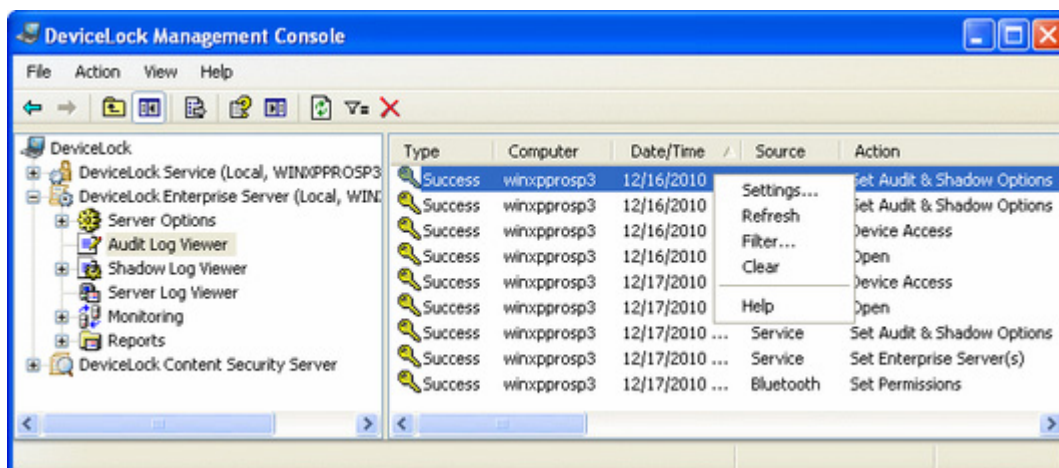 DeviceLock Management Console
File Action View Help
DeviceLock
DeviceLock Service (Local, WINXPPROSP3
DeviceLock Enterprise Server (Local, WIN
Server Options
Audit Log Viewer
Shadow Log Viewer
Server Log Viewer
Monitoring
Reports
DeviceLock Content Security Server
Type Computer Date/Time Source Action
Success winxpprosp3 12/16/2010 Set Audit & Shadow Options
Success winxpprosp3 12/16/2010 Set Audit & Shadow Options
Success winxpprosp3 12/16/2010 Device Access
Success winxpprosp3 12/16/2010 Open
Success winxpprosp3 12/17/2010 Device Access
Success winxpprosp3 12/17/2010 Open
Success winxpprosp3 12/17/2010 ... Service Set Audit & Shadow Options
Success winxpprosp3 12/17/2010 ... Service Set Enterprise Server(s)
Success winxpprosp3 12/17/2010 ... Bluetooth Set Permissions
Settings...
Refresh
Filter...
Clear
Help